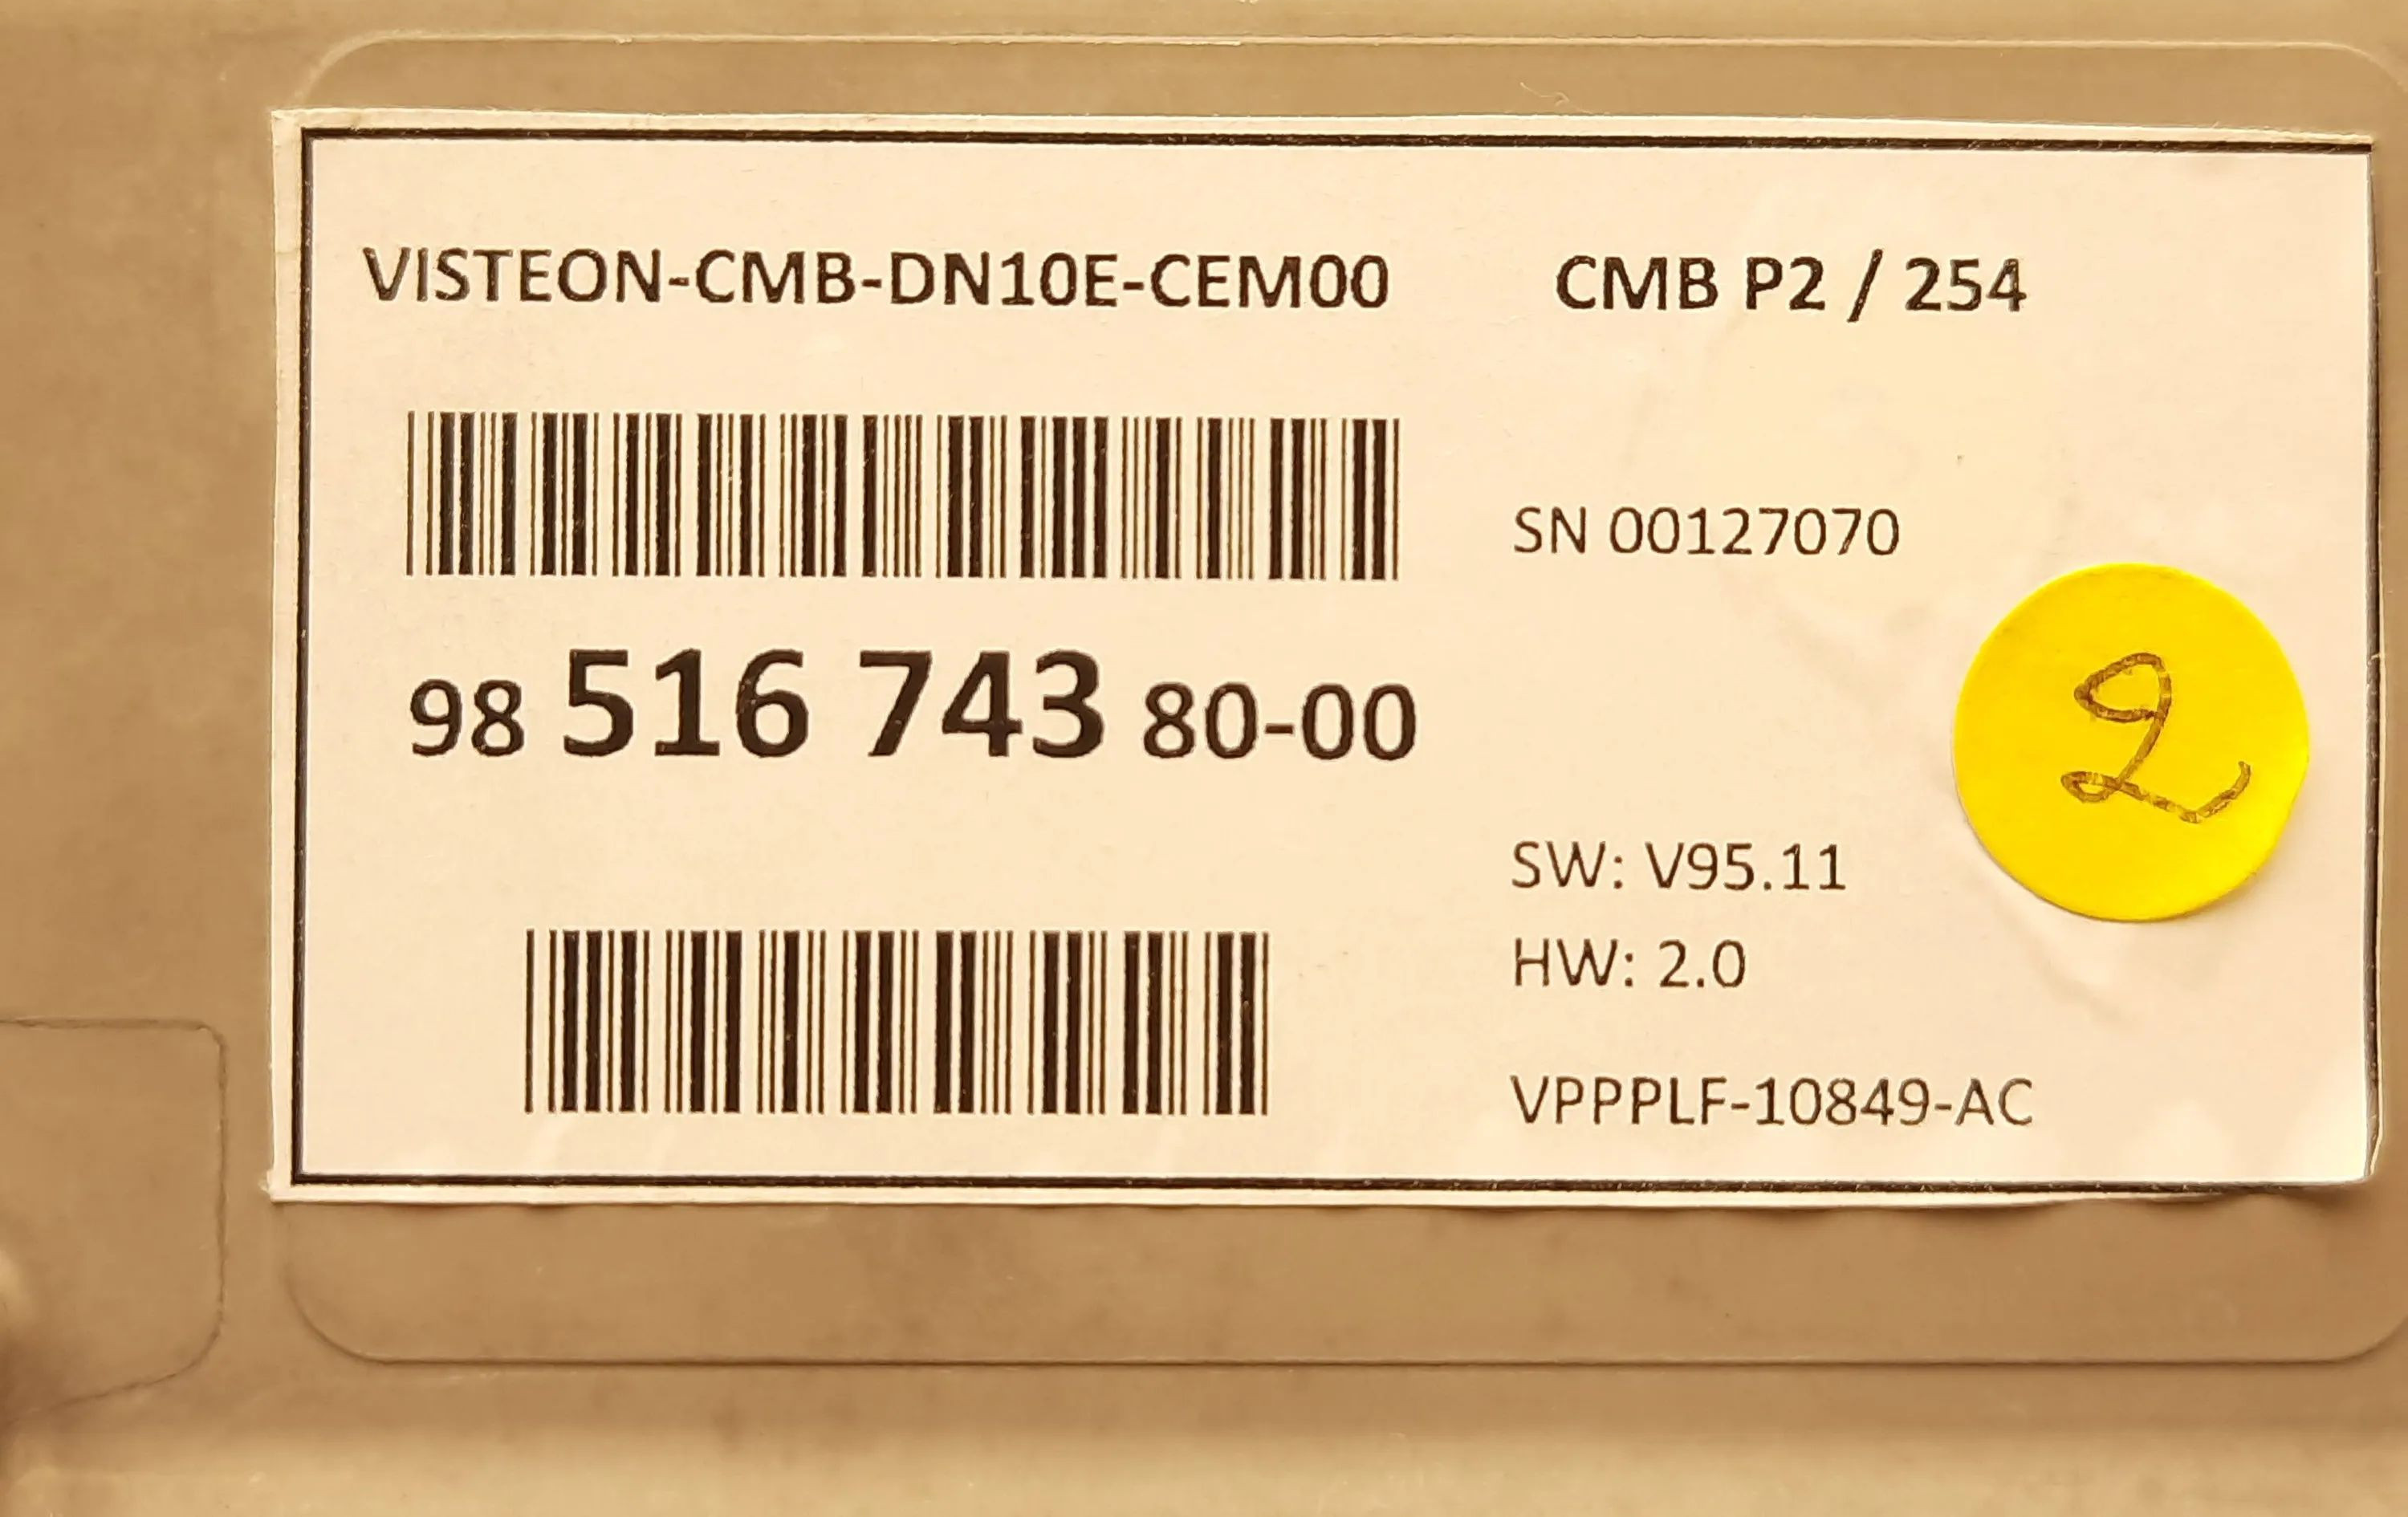 VISTEON-CMB-DN10E-CEM00 CMB P2 / 254
SN 00127070
98 516 743 80-00
2
SW: V95.11
HW: 2.0
VPPPLF-10849-AC